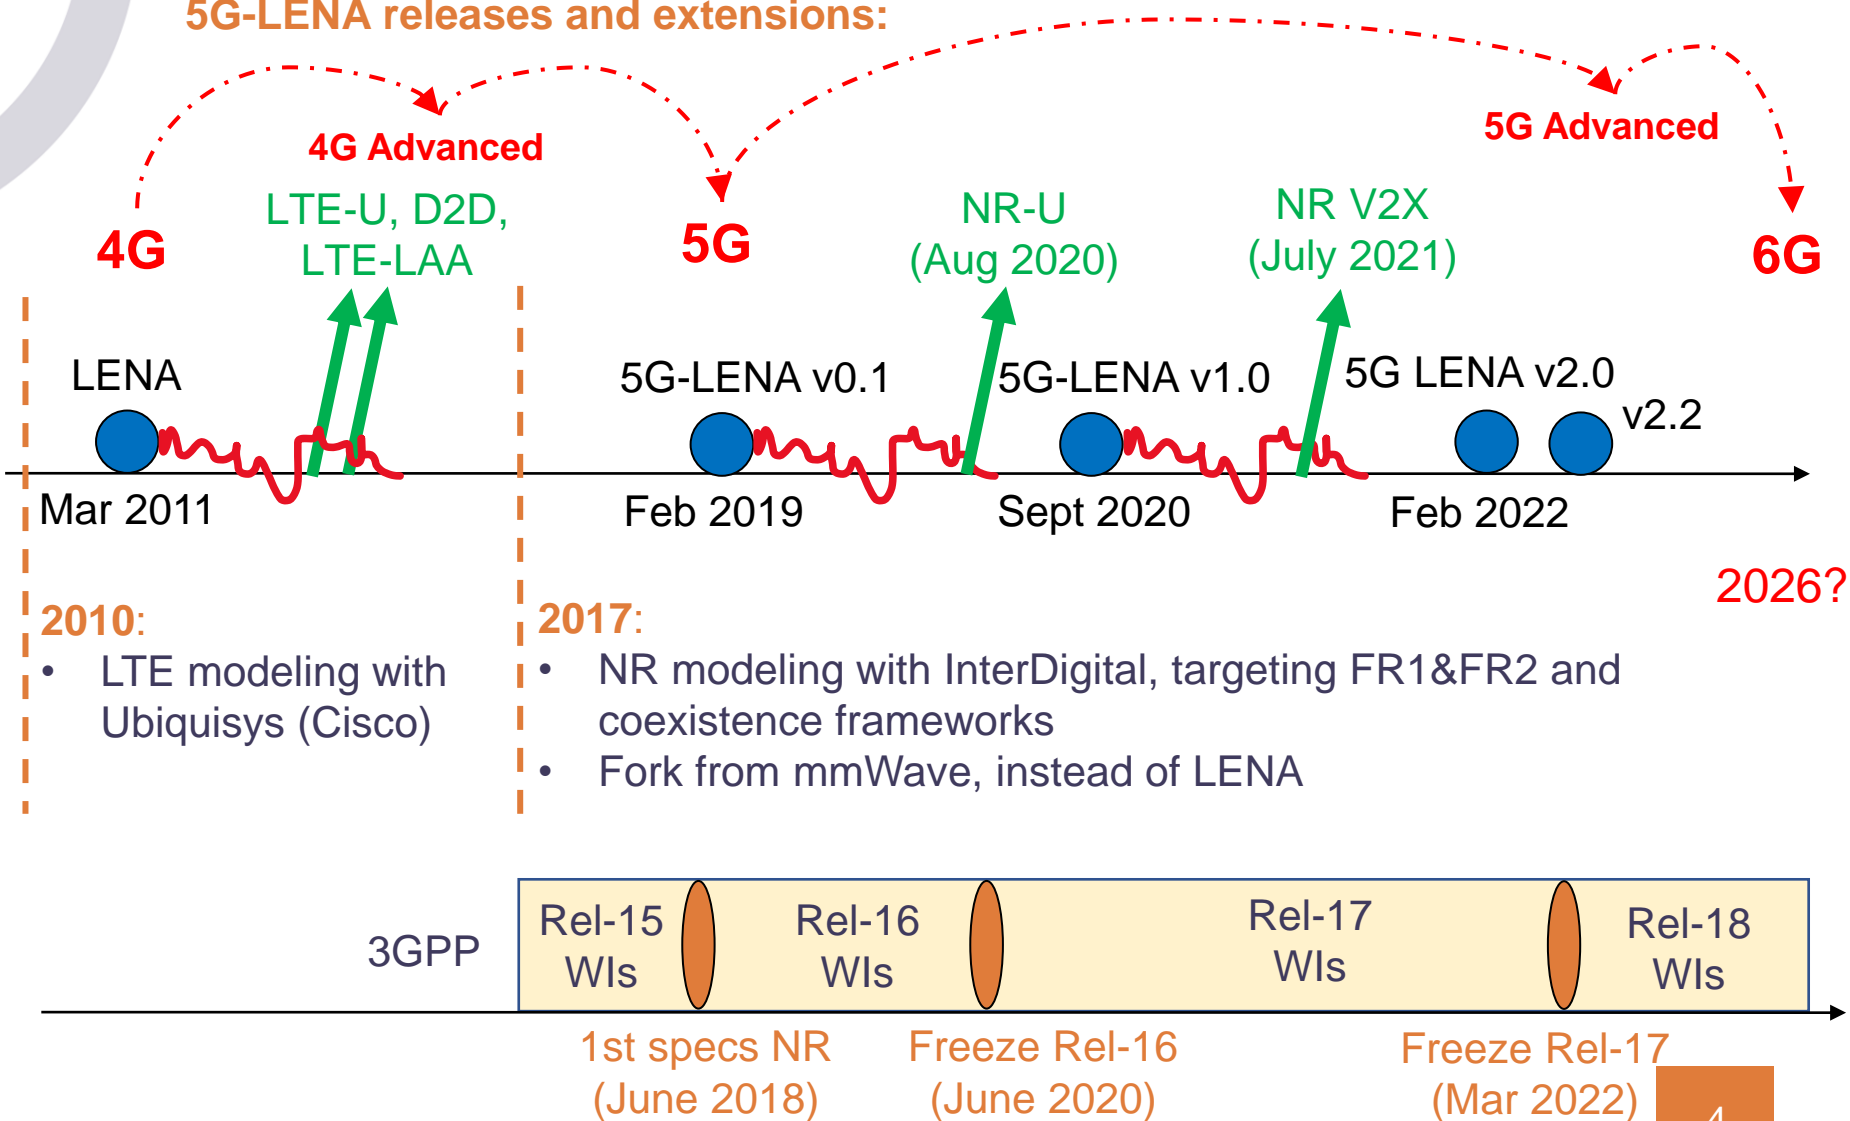 5G-LENA releases and extensions:
4G Advanced
5G Advanced
4G
LTE-U, D2D,
LTE-LAA
5G
NR-U
(Aug 2020)
NR V2X
(July 2021)
6G
LENA
5G-LENA v0.1
5G-LENA v1.0
5G LENA v2.0
v2.2
Mar 2011
Feb 2019
Sept 2020
Feb 2022
2026?
2010:
• LTE modeling with
Ubiquisys (Cisco)
2017:
• NR modeling with InterDigital, targeting FR1&FR2 and
coexistence frameworks
• Fork from mmWave, instead of LENA
3GPP
Rel-15
WIs
Rel-16
WIs
Rel-17
WIs
Rel-18
WIs
1st specs NR
(June 2018)
Freeze Rel-16
(June 2020)
Freeze Rel-17
(Mar 2022)
4